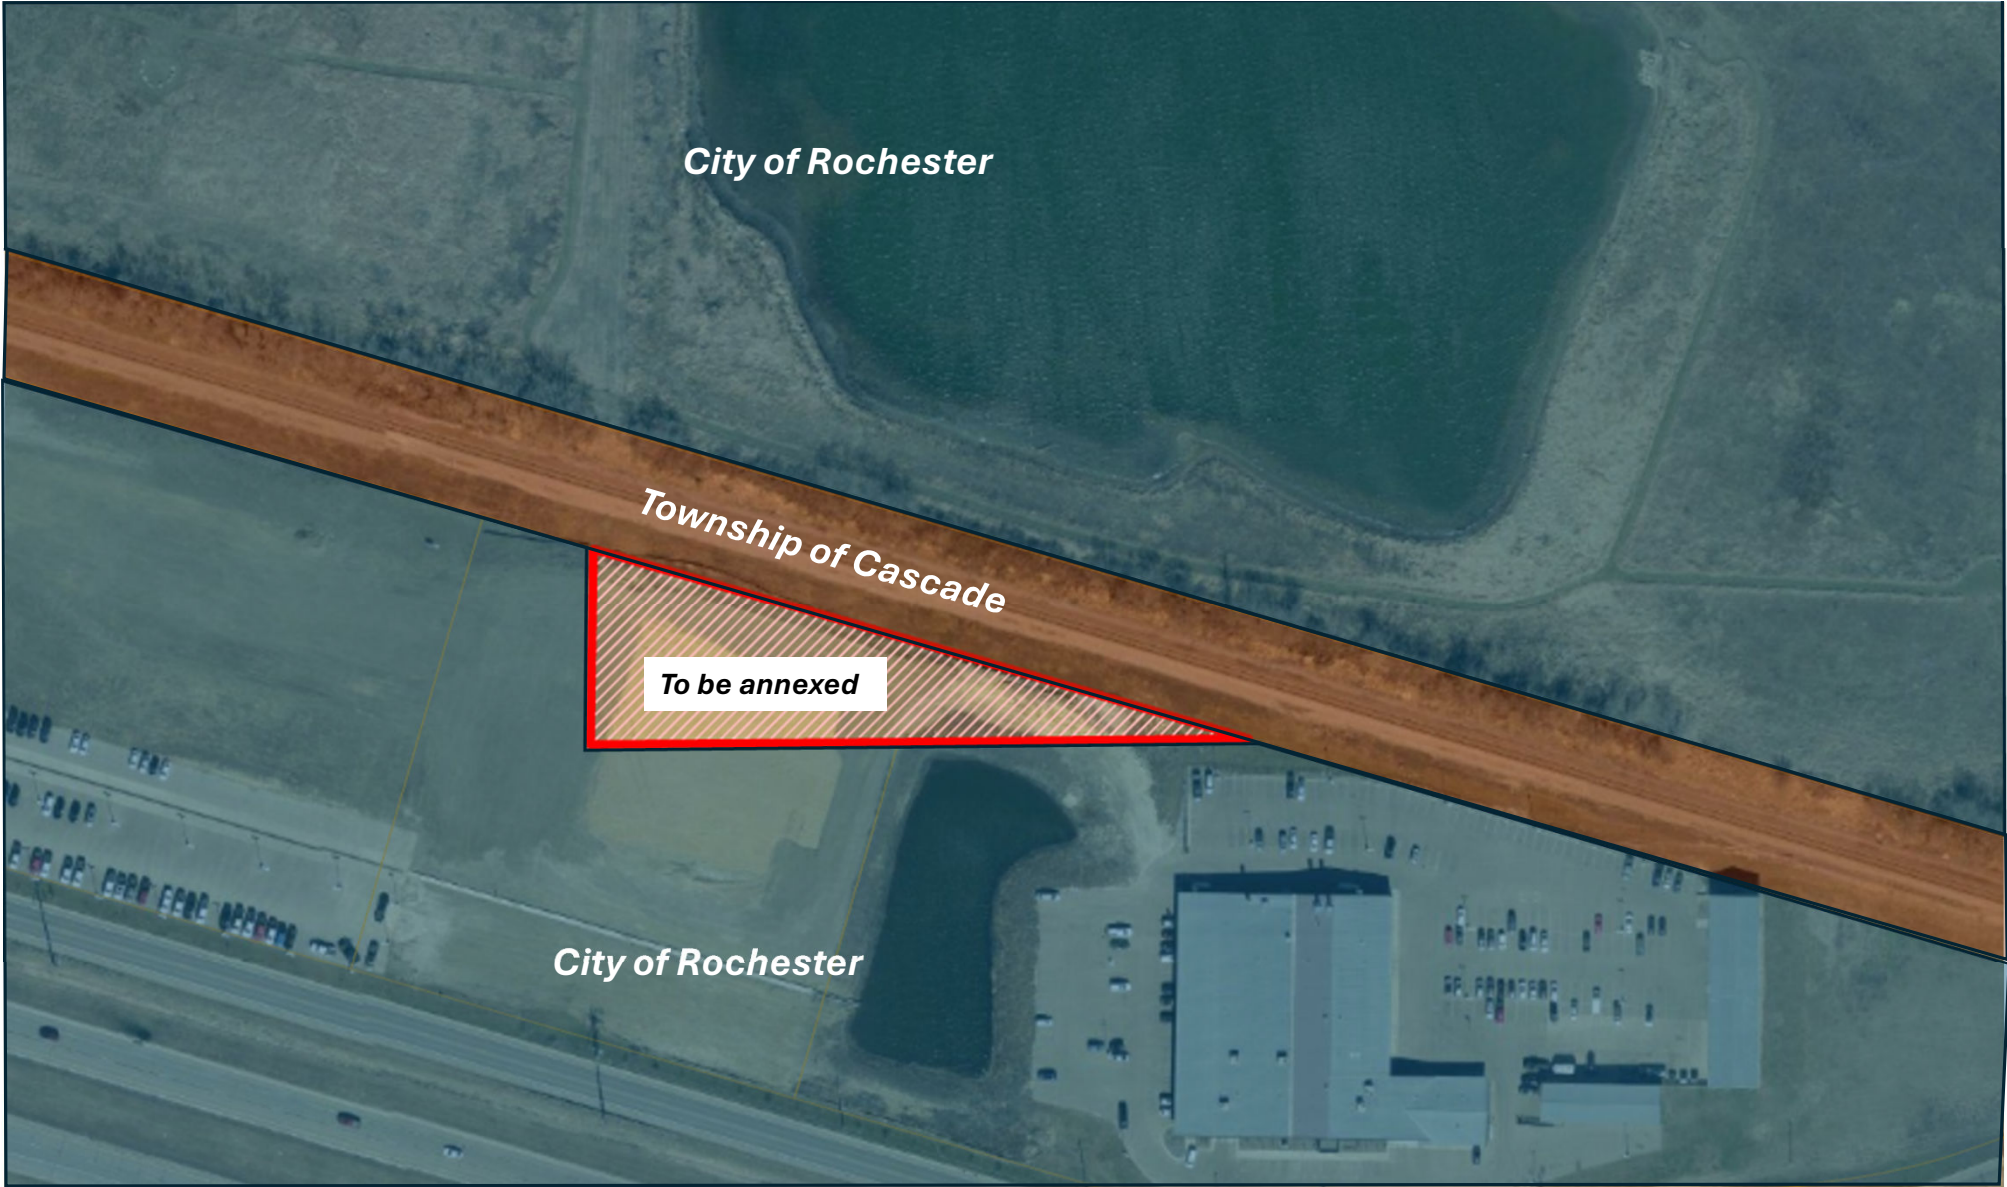 City of Rochester
Township of Cascade
To be annexed
City of Rochester